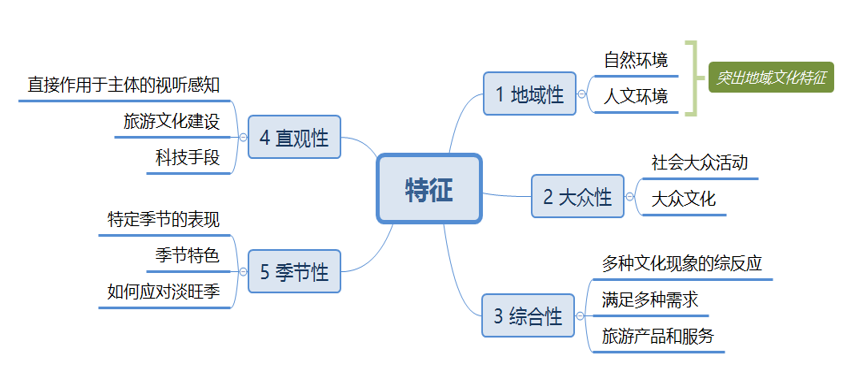 特征
1 地域性
自然环境
人文环境
突出地域文化特征
2 大众性
社会大众活动
大众文化
3 综合性
多种文化现象的综反应
满足多种需求
旅游产品和服务
4 直观性
直接作用于主体的视听感知
旅游文化建设
科技手段
5 季节性
特定季节的表现
季节特色
如何应对淡旺季